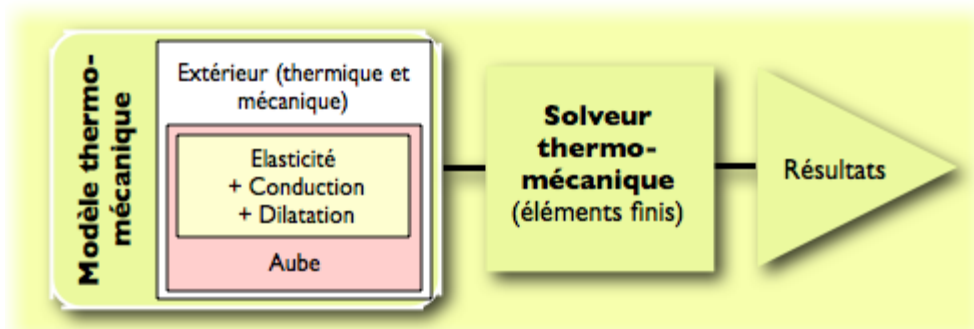 Modèle thermo-
mécanique
Extérieur (thermique et
mécanique)
Elasticité
+ Conduction
+ Dilatation
Aube
Solveur
thermo-
mécanique
(éléments finis)
Résultats